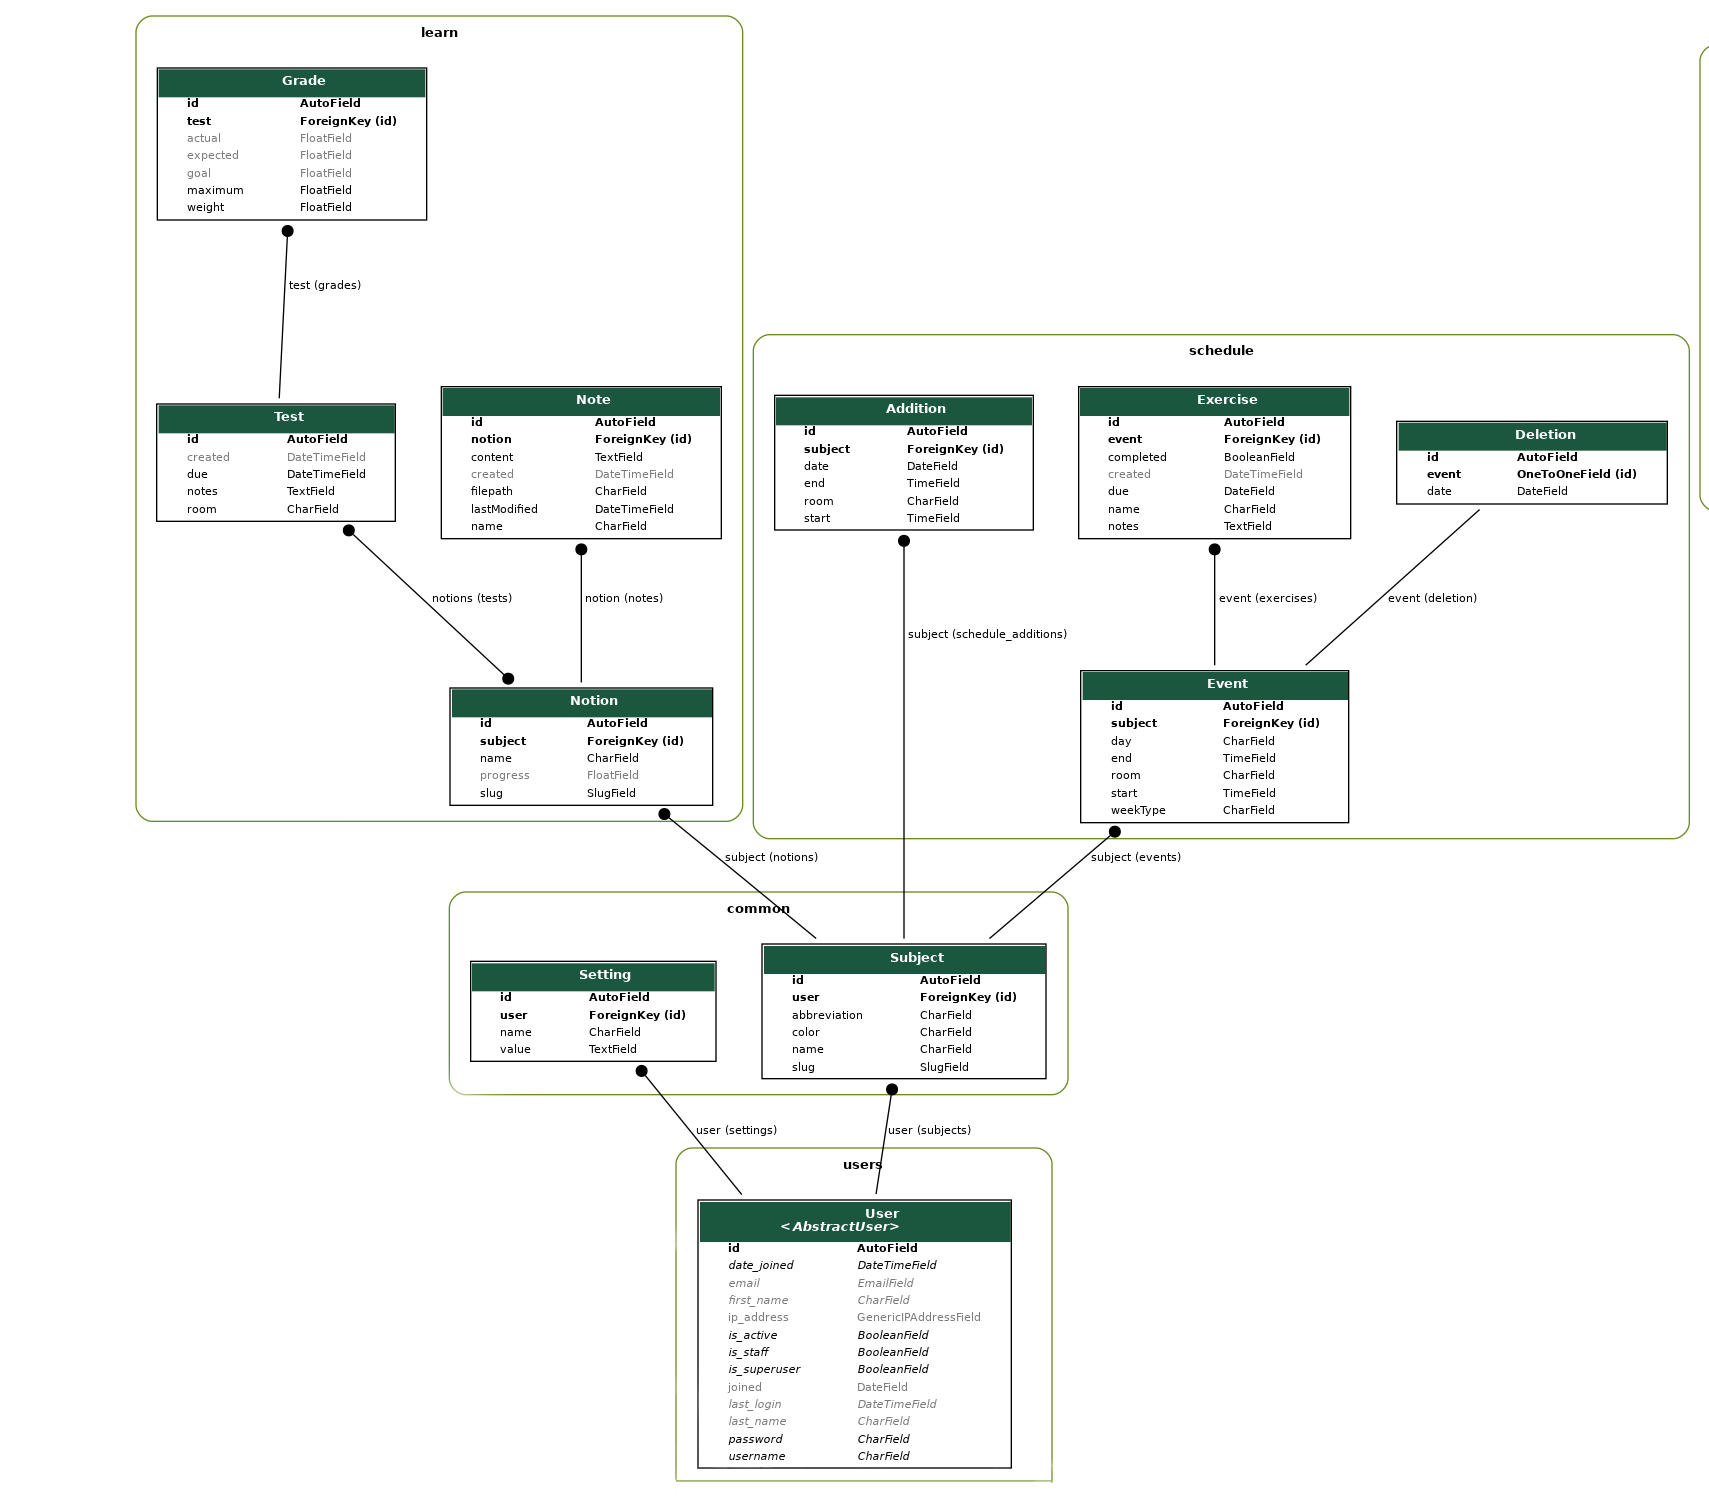 learn
Grade
id AutoField
test ForeignKey (id)
actual FloatField
expected FloatField
goal FloatField
maximum FloatField
weight FloatField
test (grades)
Test
id AutoField
created DateTimeField
due DateTimeField
notes TextField
room CharField
Note
id AutoField
notion ForeignKey (id)
content TextField
created DateTimeField
filepath CharField
lastModified DateTimeField
name CharField
notions (tests)
notion (notes)
Notion
id AutoField
subject ForeignKey (id)
name CharField
progress FloatField
slug SlugField
schedule
Addition
id AutoField
subject ForeignKey (id)
date DateField
end TimeField
room CharField
start TimeField
Exercise
id AutoField
event ForeignKey (id)
completed BooleanField
created DateTimeField
due DateField
name CharField
notes TextField
Deletion
id AutoField
event OneToOneField (id)
date DateField
subject (schedule_additions)
event (exercises)
event (deletion)
Event
id AutoField
subject ForeignKey (id)
day CharField
end TimeField
room CharField
start TimeField
weekType CharField
subject (notions)
subject (events)
common
Setting
id AutoField
user ForeignKey (id)
name CharField
value TextField
Subject
id AutoField
user ForeignKey (id)
abbreviation CharField
color CharField
name CharField
slug SlugField
user (settings)
user (subjects)
users
User
<AbstractUser>
id AutoField
date_joined DateTimeField
email EmailField
first_name CharField
ip_address GenericIPAddressField
is_active BooleanField
is_staff BooleanField
is_superuser BooleanField
joined DateField
last_login DateTimeField
last_name CharField
password CharField
username CharField